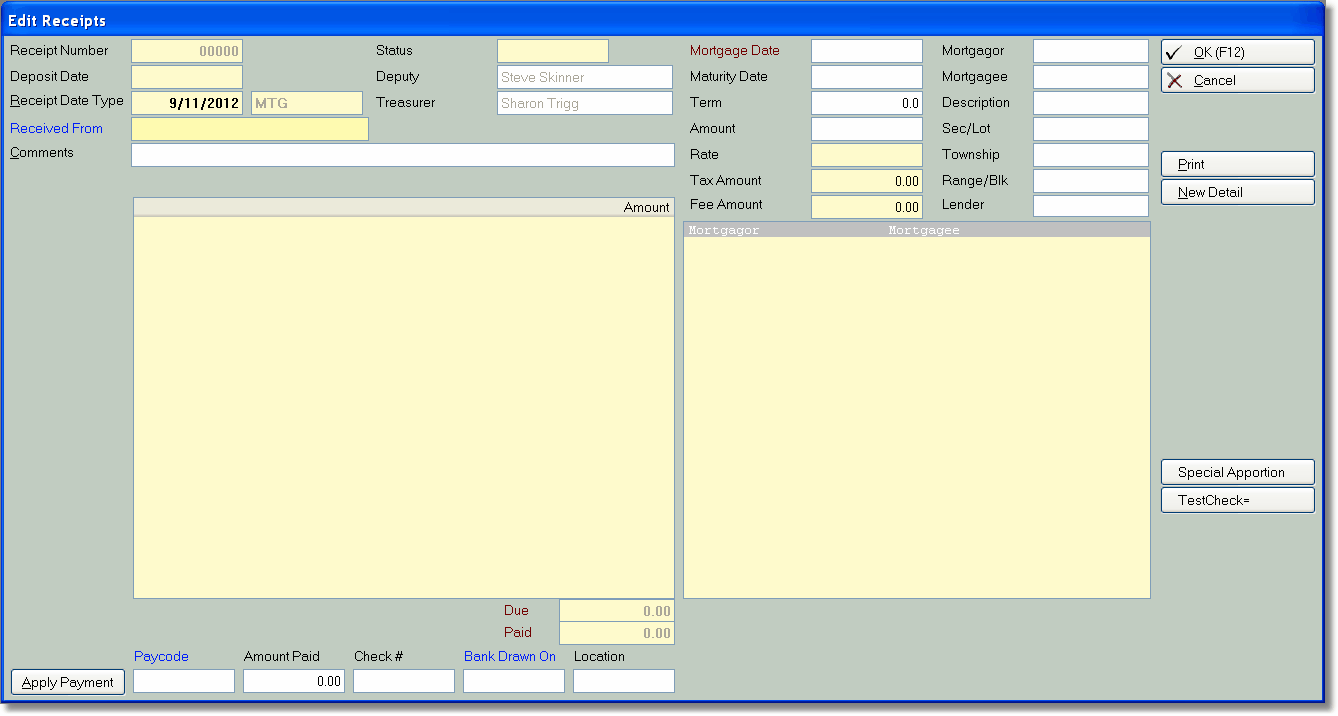 Edit Receipts
Receipt Number 00000 Status Mortgage Date Mortgagor OK (F12)
Deposit Date Deputy Steve Skinner Maturity Date Mortgagee Cancel
Receipt Date Type 9/11/2012 MTG Treasurer Sharon Trigg Term 0.0 Description
Received From Amount Sec/Lot
Comments Rate Township Print
Tax Amount 0.00 Range/Blk New Detail
Amount Fee Amount 0.00 Lender
Mortgagor Mortgagee
Special Apportion
TestCheck=
Due 0.00
Paid 0.00
Paycode Amount Paid Check # Bank Drawn On Location
Apply Payment 0.00